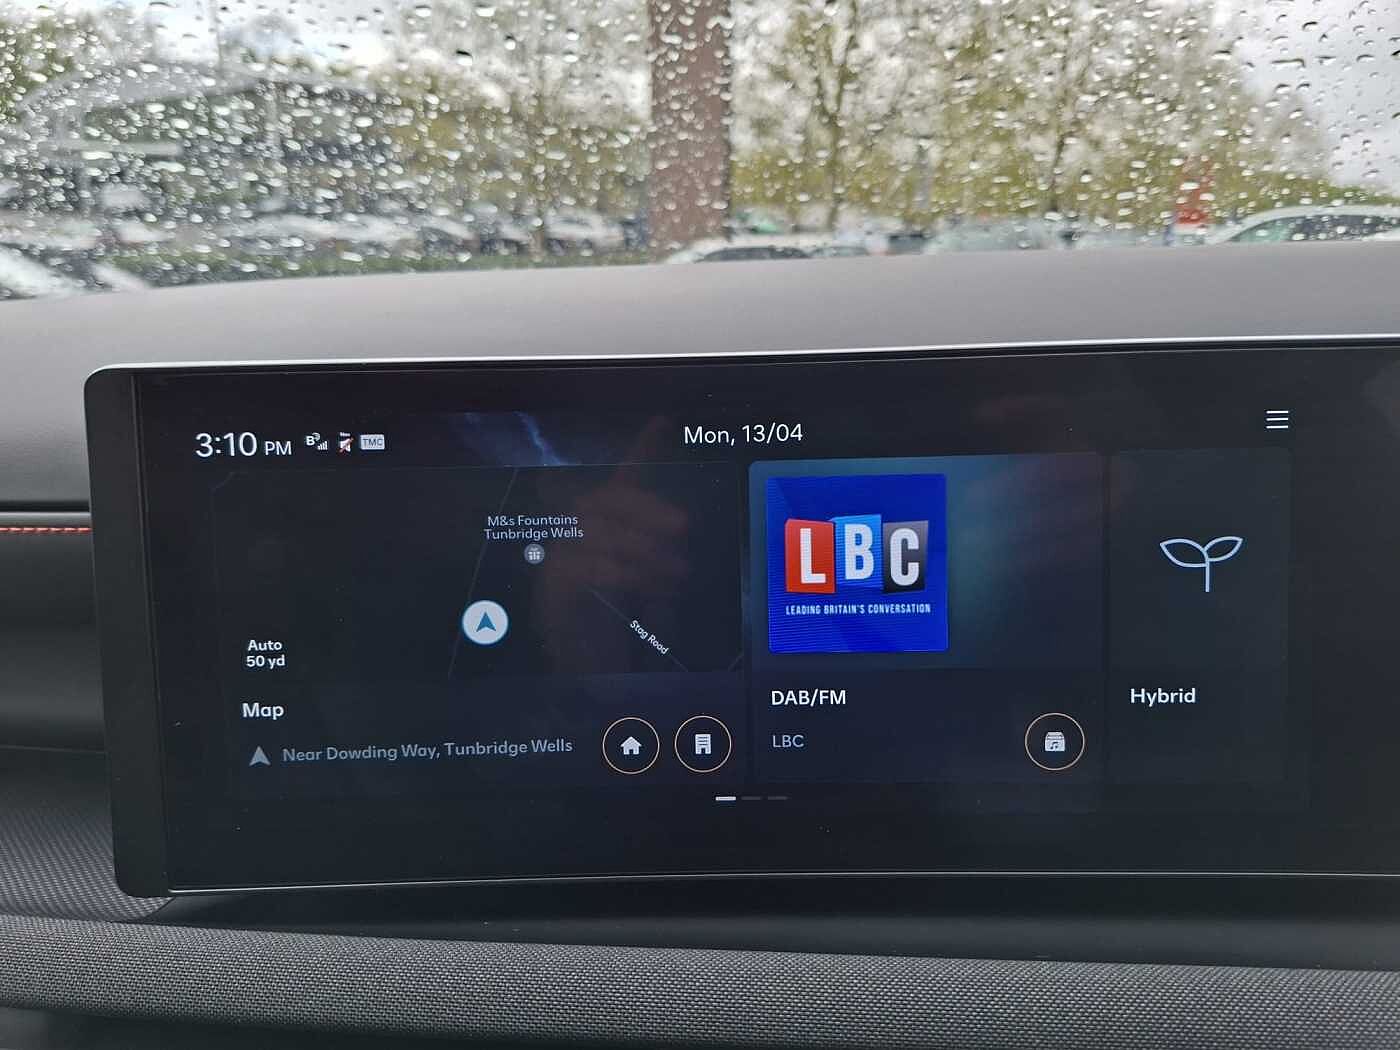 3:10 PM
TMC
Mon, 13/04
M&s Fountains
Tunbridge Wells
Stag Road
Auto
50 yd
Map
Near Dowding Way, Tunbridge Wells
LBC
LEADING BRITAIN'S CONVERSATION
DAB/FM
LBC
Hybrid